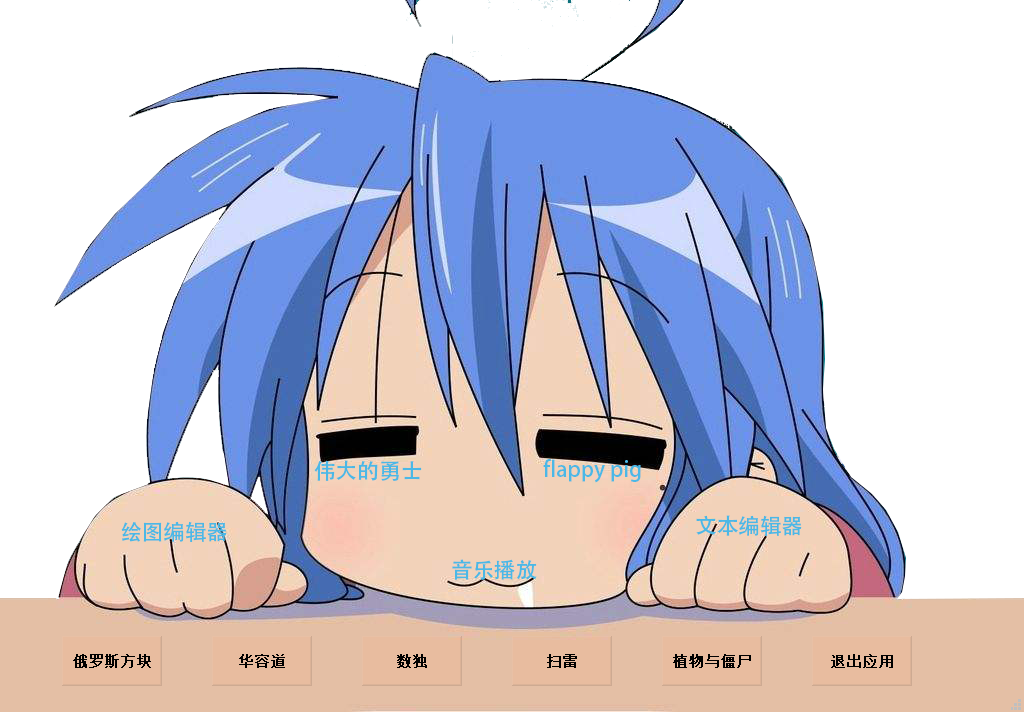 伟大的勇士
flappy pig
绘图编辑器
文本编辑器
音乐播放
俄罗斯方块
华容道
数独
扫雷
植物与僵尸
退出应用